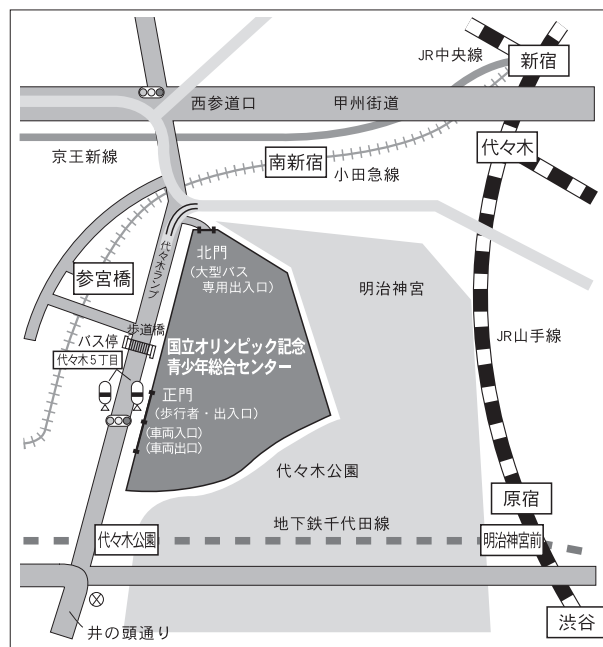 JR中央線
新宿
西参道口
甲州街道
代々木
京王新線
南新宿
小田急線
代々木ランプ
北門
(大型バス
専用出入口)
明治神宮
参宮橋
歩道橋
バス停
代々木5丁目
国立オリンピック記念
青少年総合センター
JR山手線
正門
(歩行者・出入口)
(車両入口)
(車両出口)
代々木公園
原宿
地下鉄千代田線
代々木公園
明治神宮前
渋谷
井の頭通り